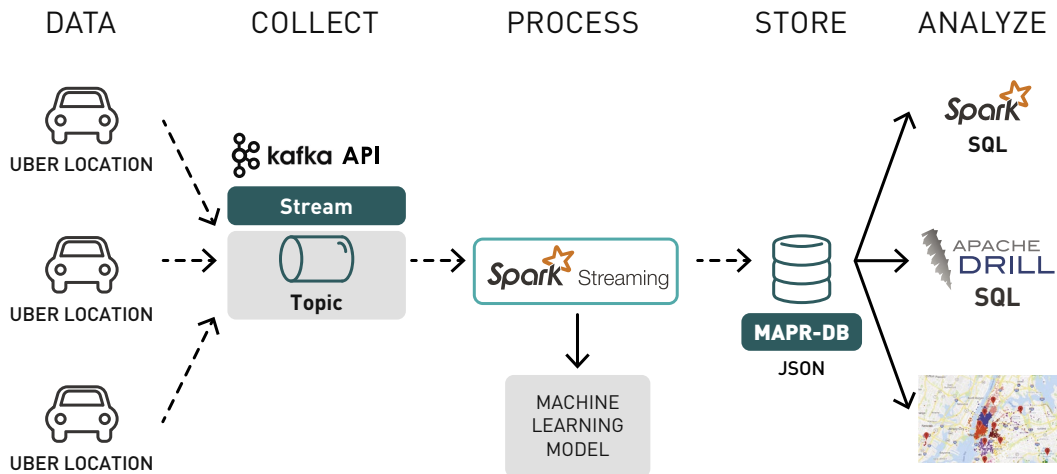 DATA
COLLECT
PROCESS
STORE
ANALYZE
UBER LOCATION
UBER LOCATION
UBER LOCATION
kafka API
Stream
Topic
Spark Streaming
MACHINE
LEARNING
MODEL
MAPR-DB
JSON
Spark
SQL
APACHE
DRILL
SQL